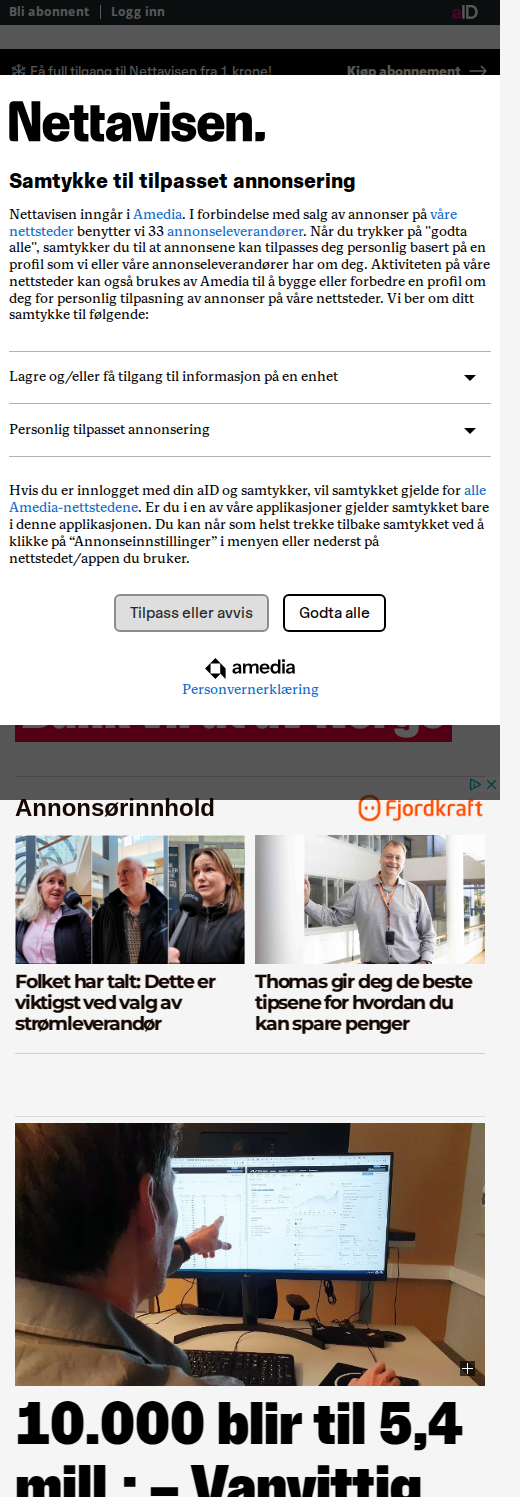 Bli abonnent | Logg inn
aID
Få full tilgang til Nettavisen fra 1 krone!
Kjøp abonnement
Nettavisen.
Samtykke til tilpasset annonsering
Nettavisen inngår i Amedia. I forbindelse med salg av annonser på våre
nettsteder benytter vi 33 annonseleverandører. Når du trykker på "godta
alle", samtykker du til at annonsene kan tilpasses deg personlig basert på en
profil som vi eller våre annonseleverandører har om deg. Aktiviteten på våre
nettsteder kan også brukes av Amedia til å bygge eller forbedre en profil om
deg for personlig tilpasning av annonser på våre nettsteder. Vi ber om ditt
samtykke til følgende:
Lagre og/eller få tilgang til informasjon på en enhet
Personlig tilpasset annonsering
Hvis du er innlogget med din aID og samtykker, vil samtykket gjelde for alle
Amedia-nettstedene. Er du i en av våre applikasjoner gjelder samtykket bare
i denne applikasjonen. Du kan når som helst trekke tilbake samtykket ved å
klikke på “Annonseinnstillinger” i menyen eller nederst på
nettstedet/appen du bruker.
Tilpass eller avvis
Godta alle
amedia
Personvernerklæring
Annonsørinnhold
Fjordkraft
Folket har talt: Dette er
viktigst ved valg av
strømleverandør
Thomas gir deg de beste
tipsene for hvordan du
kan spare penger
10.000 blir til 5,4
mill.: – Vanvittig